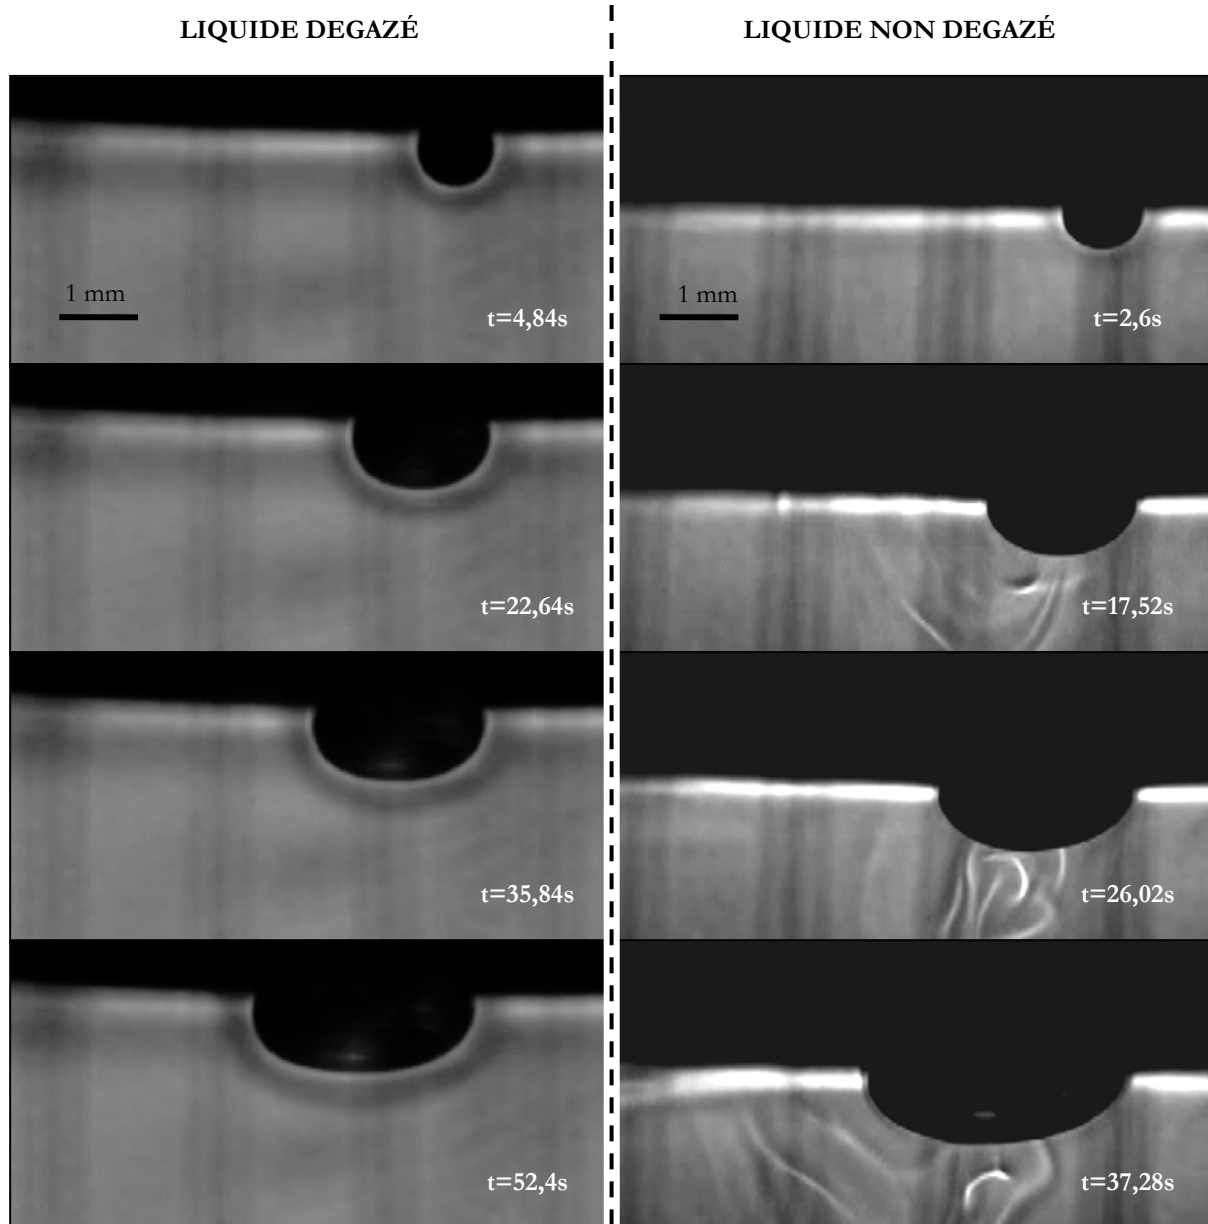 LIQUIDE DEGAZÉ
LIQUIDE NON DEGAZÉ
1 mm
t=4,84s
1 mm
t=2,6s
t=22,64s
t=17,52s
t=35,84s
t=26,02s
t=52,4s
t=37,28s